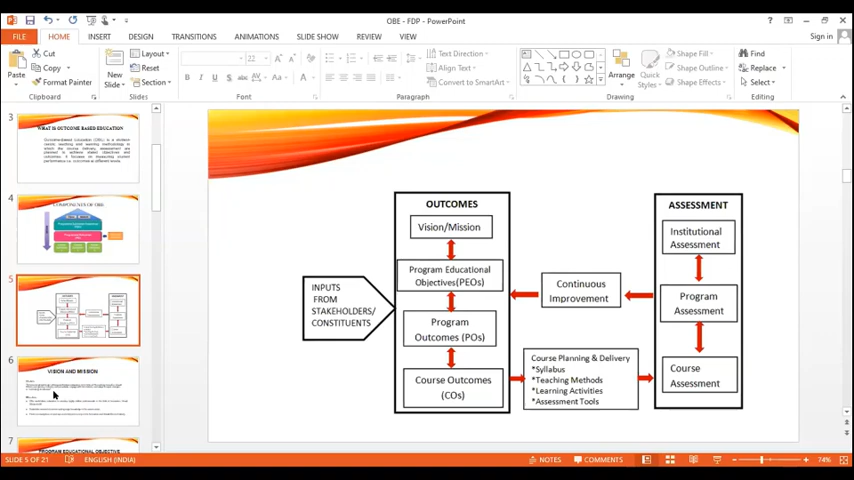 OBE - FDP - PowerPoint
Sign in
FILE
HOME
INSERT
DESIGN
TRANSITIONS
ANIMATIONS
SLIDE SHOW
REVIEW
VIEW
Paste
Cut
Copy
Format Painter
Clipboard
New
Slide
Layout
Reset
Section
Slides
22
Font
Text Direction
Align Text
Convert to SmartArt
Paragraph
Arrange
Quick
Styles
Shape Fill
Shape Outline
Shape Effects
Drawing
Find
Replace
Select
Editing
3
WHAT IS OUTCOME BASED EDUCATION
4
5
6
VISION AND MISSION
7
PROGRAM EDUCATIONAL OBJECTIVE
INPUTS
FROM
STAKEHOLDERS/
CONSTITUENTS
OUTCOMES
Vision/Mission
Program Educational
Objectives(PEOs)
Program
Outcomes (POs)
Course Outcomes
(COs)
Continuous
Improvement
Course Planning & Delivery
*Syllabus
*Teaching Methods
*Learning Activities
*Assessment Tools
ASSESSMENT
Institutional
Assessment
Program
Assessment
Course
Assessment
SLIDE 5 OF 21
ENGLISH (INDIA)
NOTES
COMMENTS
74%